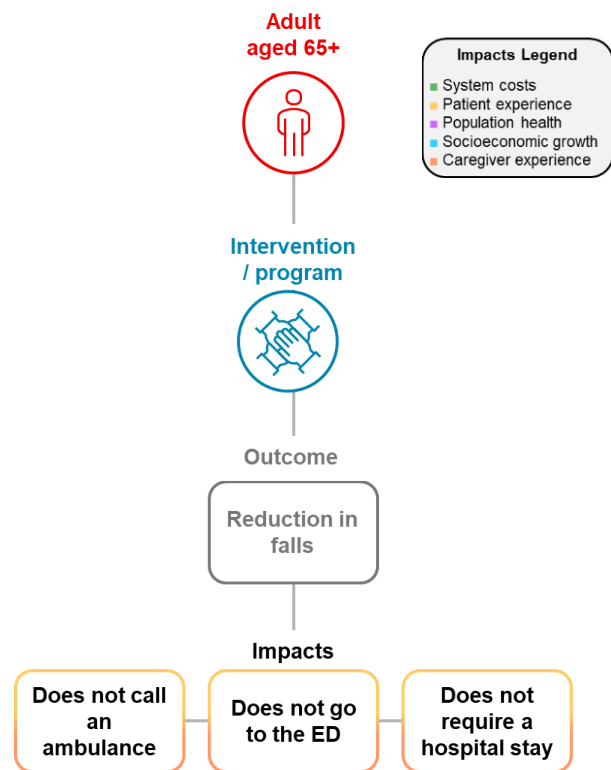 Adult
aged 65+
Impacts Legend
System costs
Patient experience
Population health
Socioeconomic growth
Caregiver experience
Intervention
/ program
Outcome
Reduction in
falls
Impacts
Does not call
an
ambulance
Does not go
to the ED
Does not
require a
hospital stay